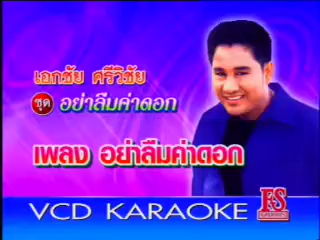 เอกชัย ศรีวิชัย
ชุด อย่าลืมค่าดอก
เพลง อย่าลืมค่าดอก
VCD KARAOKE